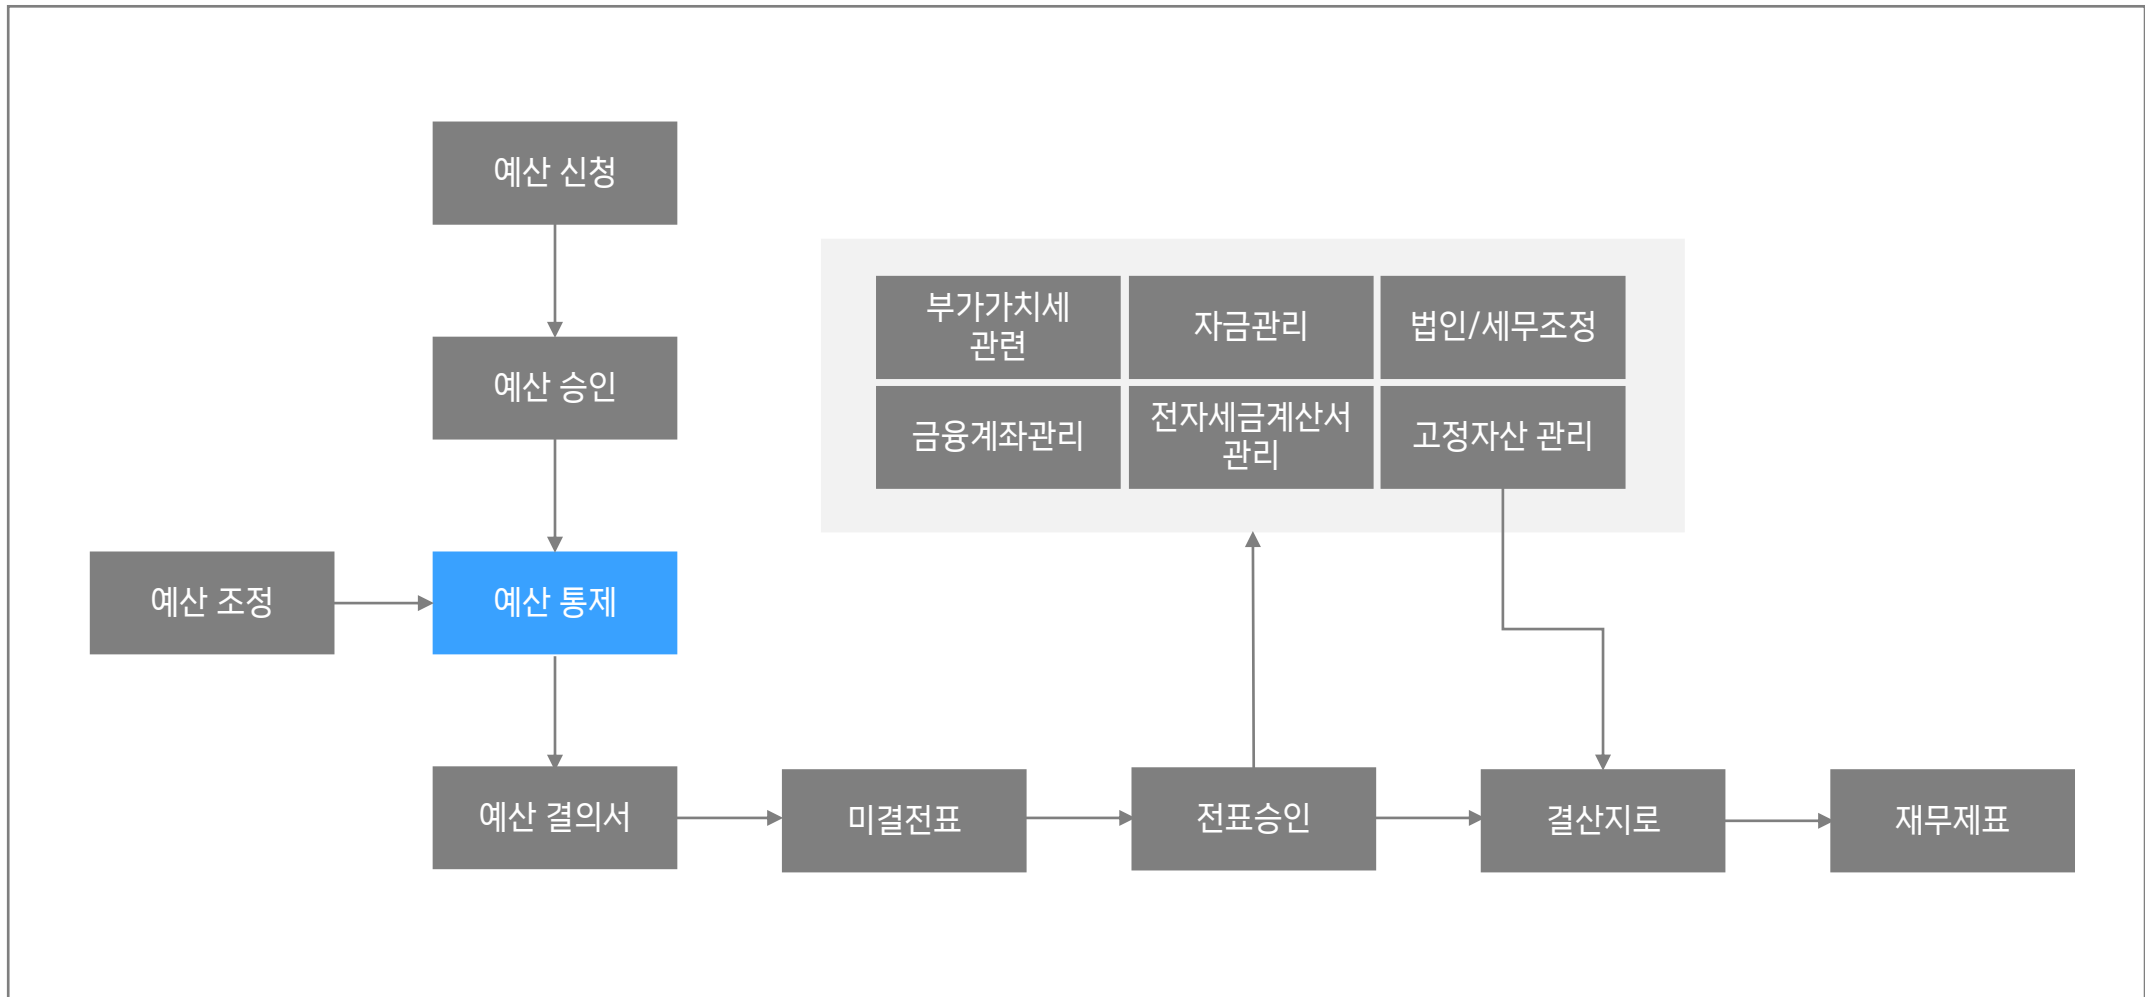 예산 신청
예산 승인
예산 조정
예산 통제
예산 결의서
미결전표
전표승인
결산지로
재무제표
부가가치세
관련
자금관리
법인/세무조정
금융계좌관리
전자세금계산서
관리
고정자산 관리